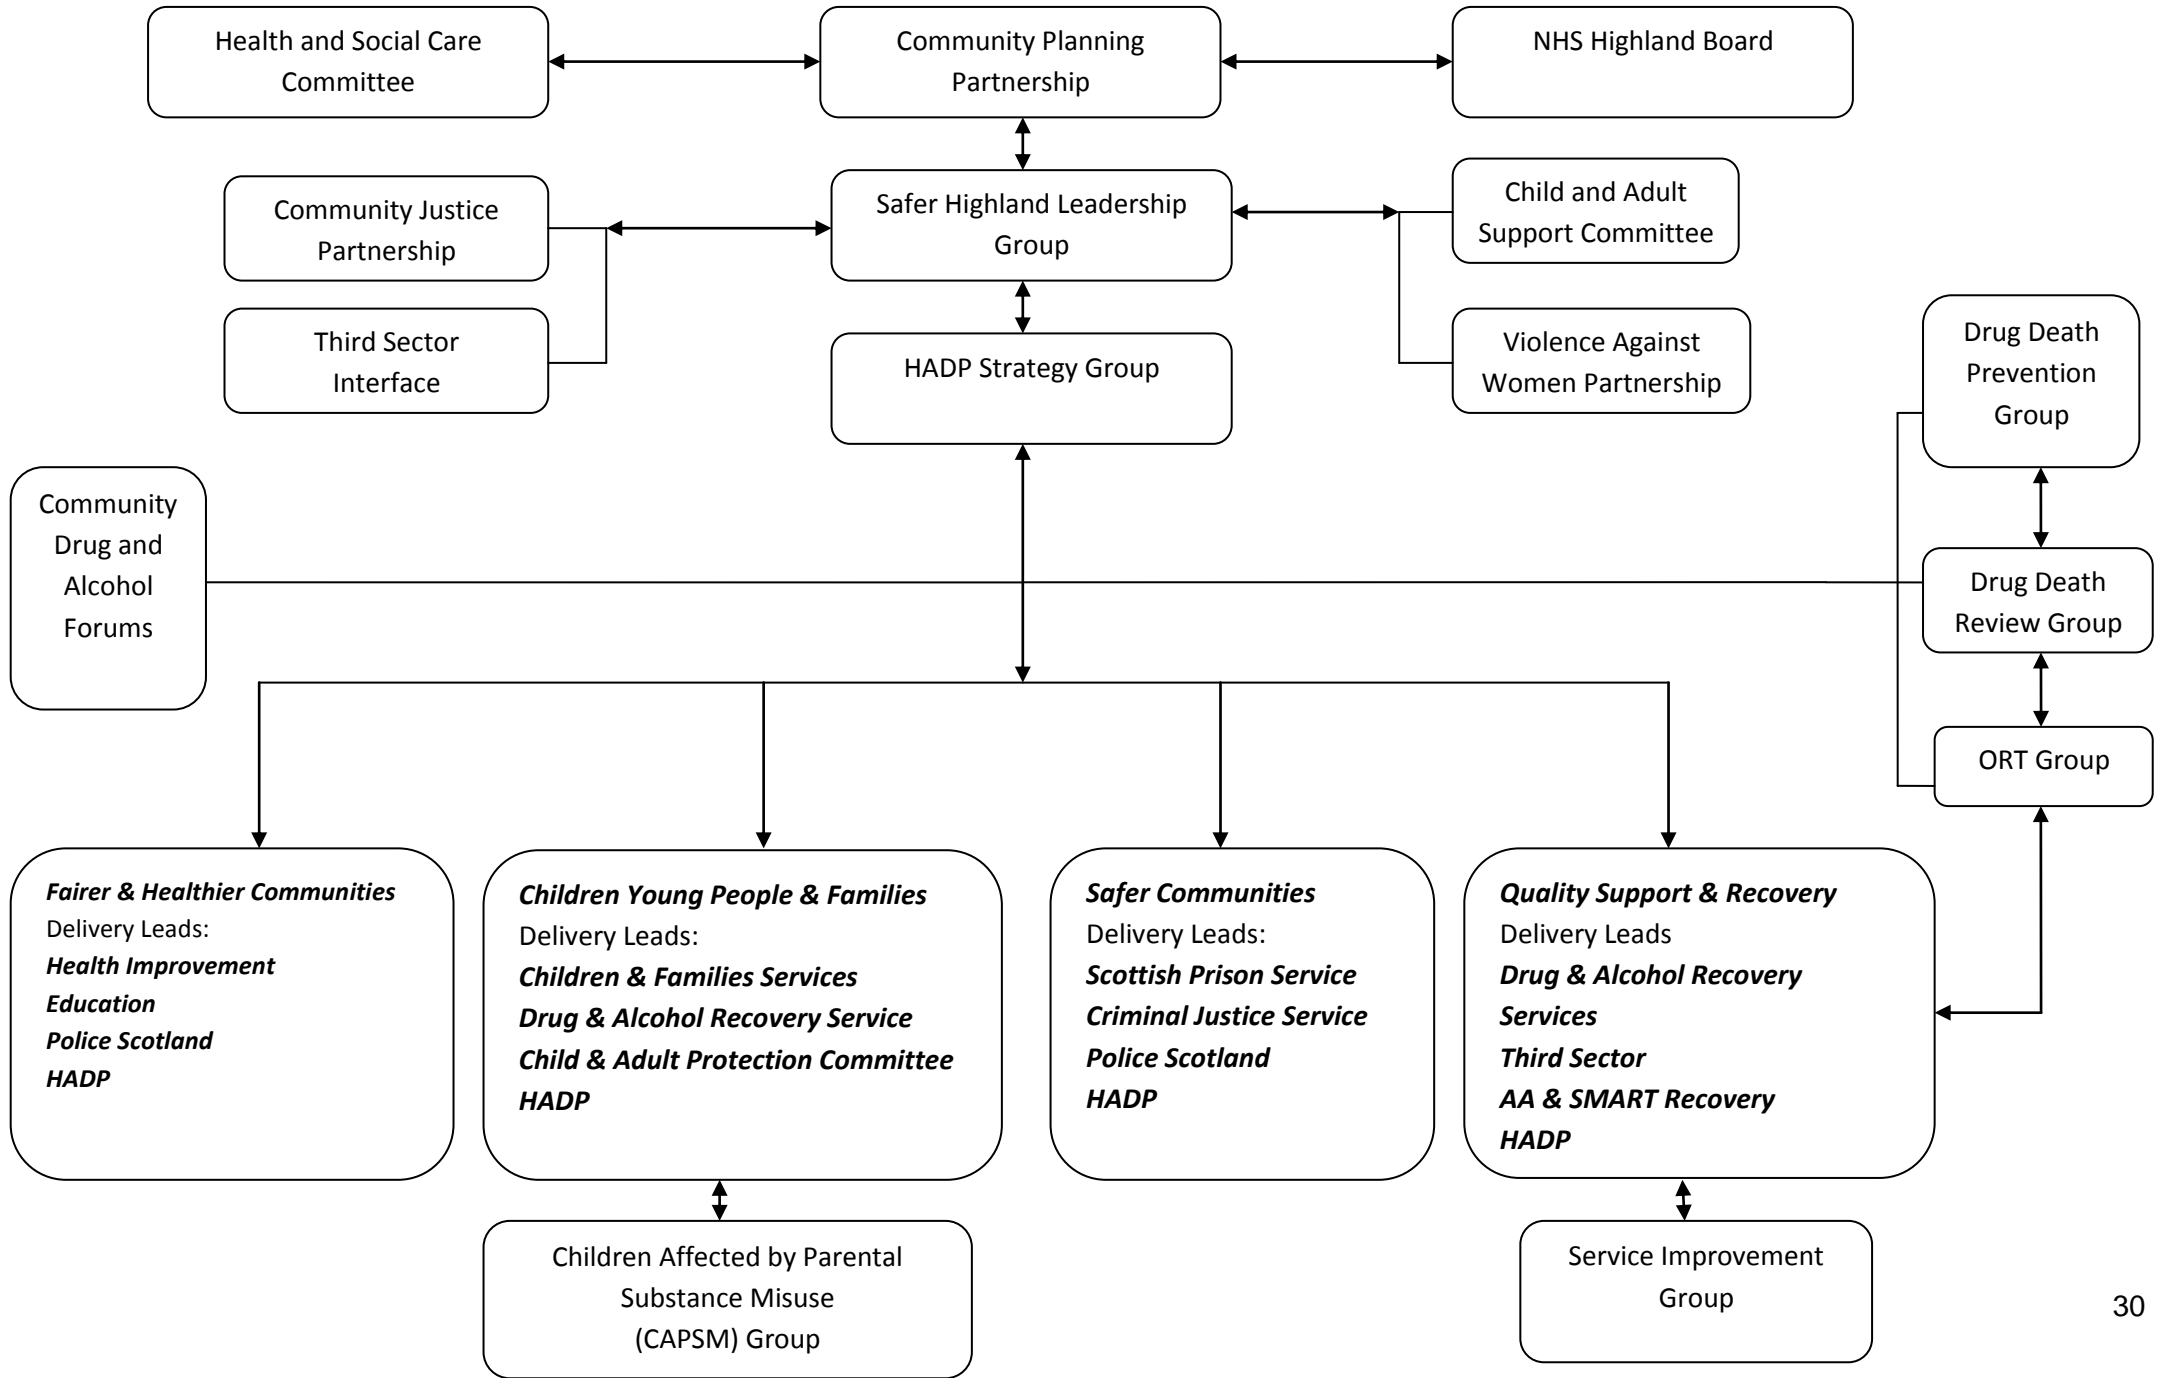 Health and Social Care
Committee
Community Planning
Partnership
NHS Highland Board
Community Justice
Partnership
Safer Highland Leadership
Group
Child and Adult
Support Committee
Third Sector
Interface
HADP Strategy Group
Violence Against
Women Partnership
Drug Death
Prevention
Group
Community
Drug and
Alcohol
Forums
Drug Death
Review Group
ORT Group
Fairer & Healthier Communities
Delivery Leads:
Health Improvement
Education
Police Scotland
HADP
Children Young People & Families
Delivery Leads:
Children & Families Services
Drug & Alcohol Recovery Service
Child & Adult Protection Committee
HADP
Safer Communities
Delivery Leads:
Scottish Prison Service
Criminal Justice Service
Police Scotland
HADP
Quality Support & Recovery
Delivery Leads
Drug & Alcohol Recovery
Services
Third Sector
AA & SMART Recovery
HADP
Children Affected by Parental
Substance Misuse
(CAPSM) Group
Service Improvement
Group
30